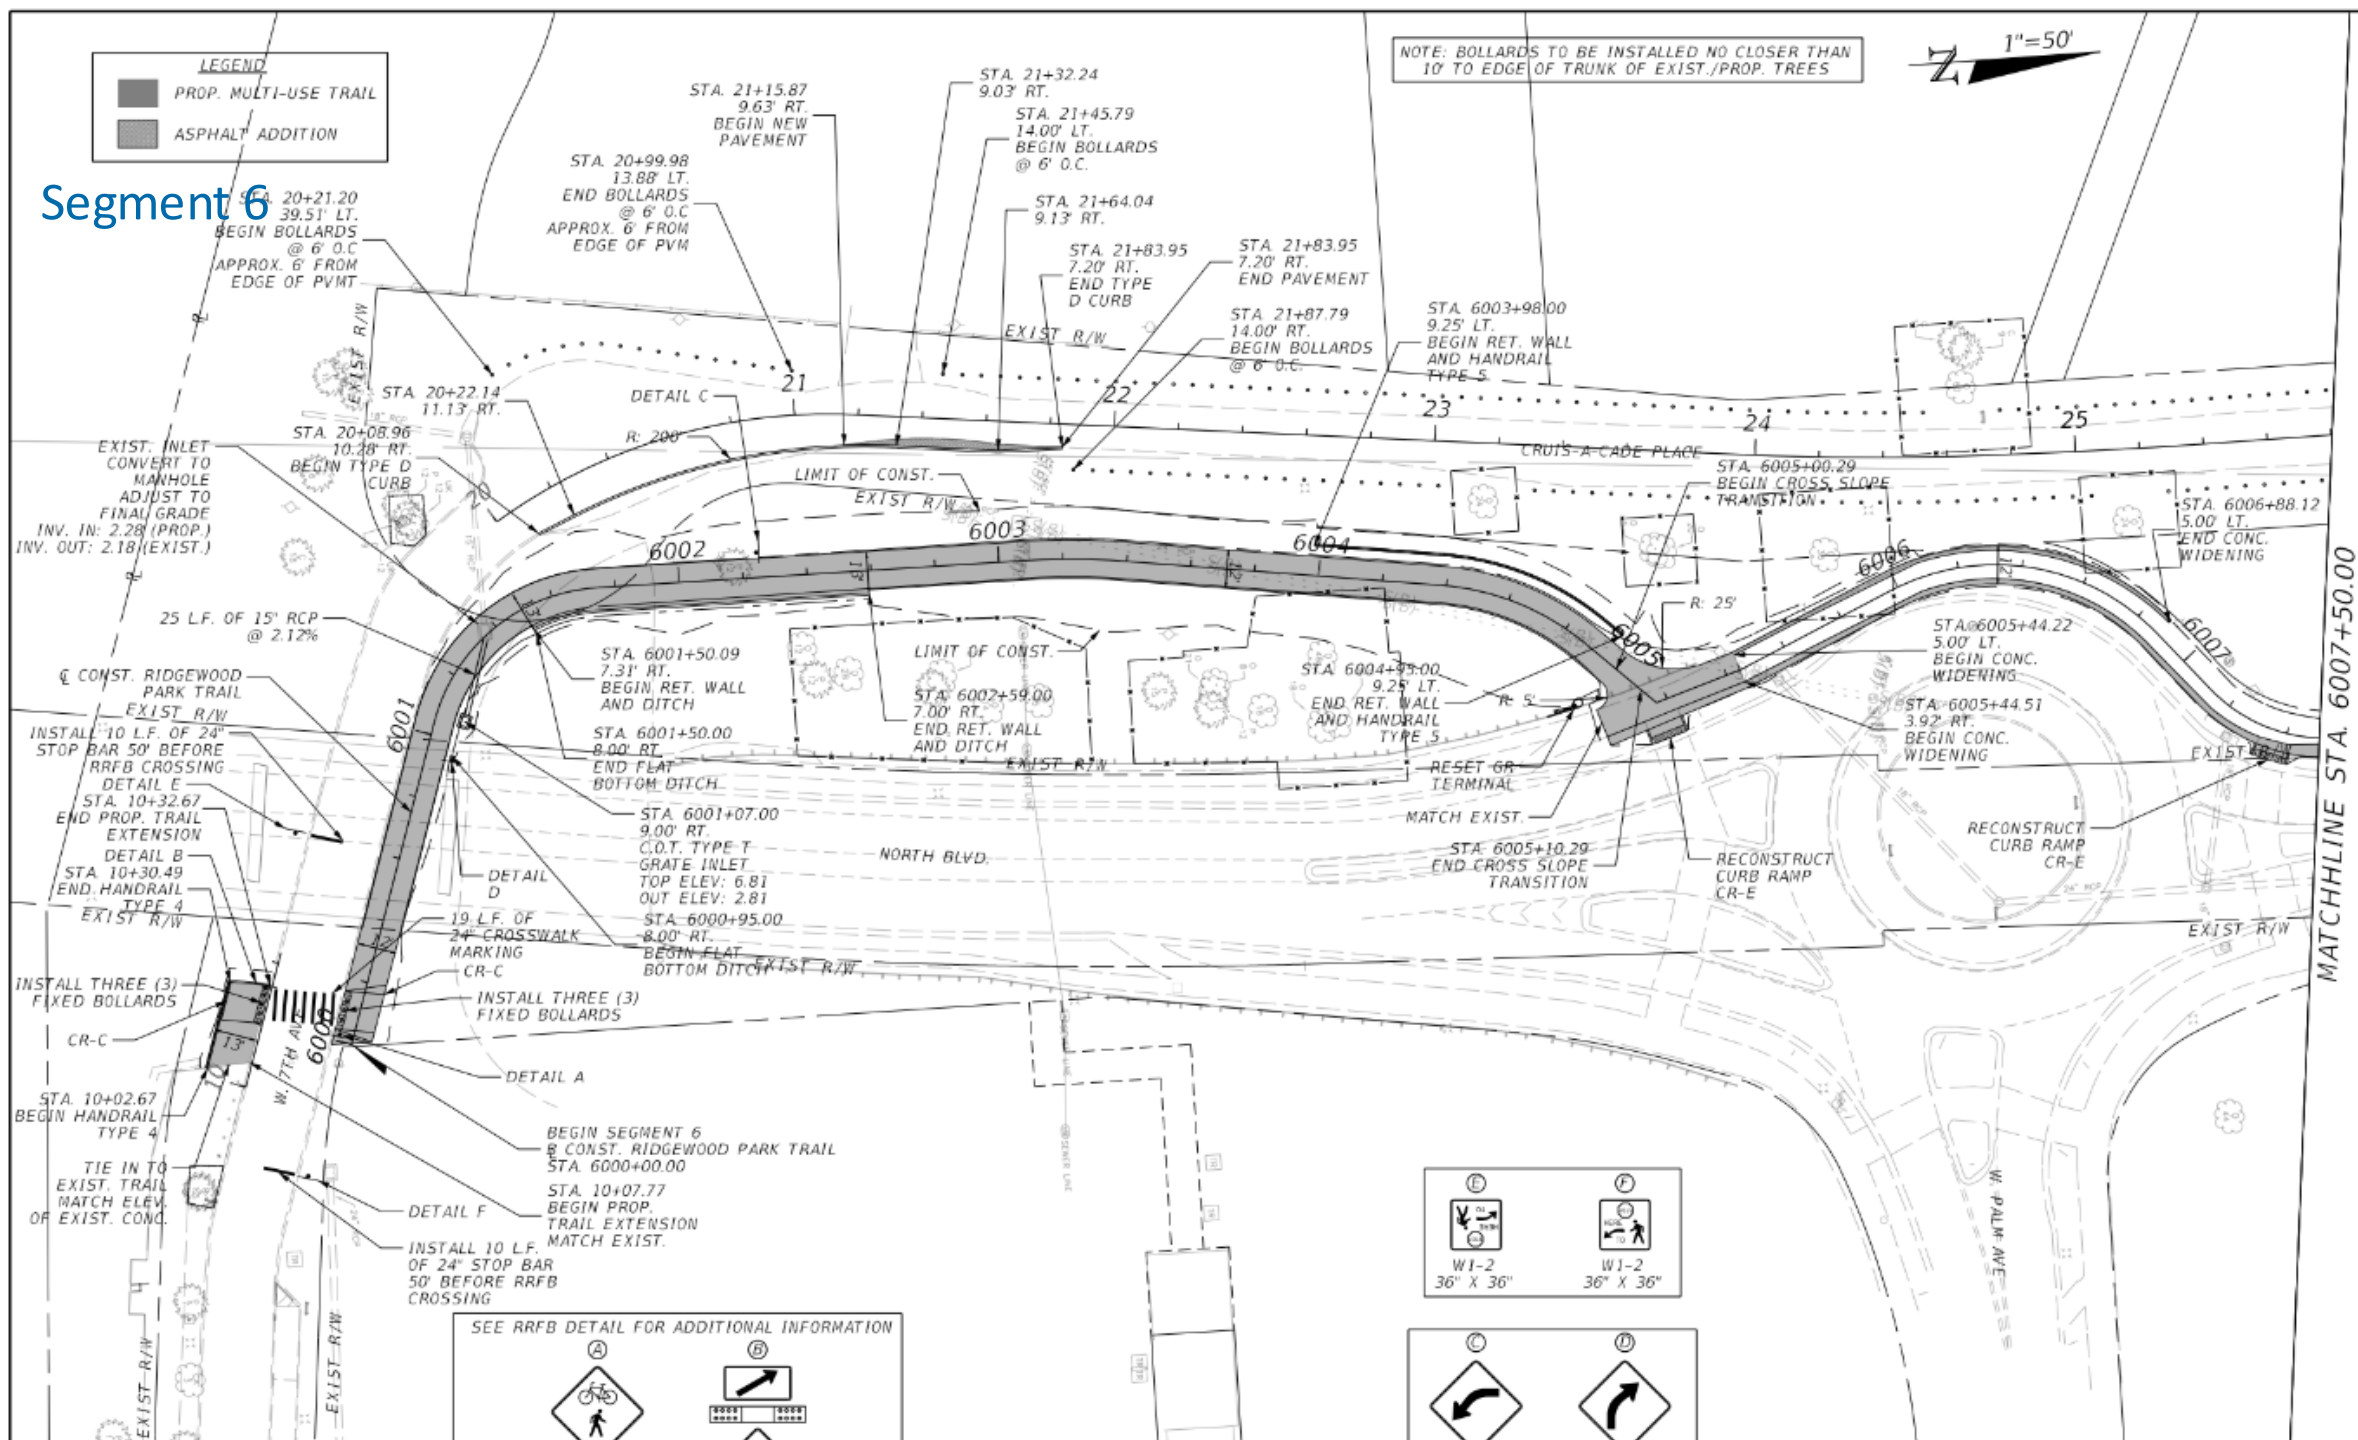 LEGEND
PROP. MULTI-USE TRAIL
ASPHALT ADDITION
Segment 6
NOTE: BOLLARDS TO BE INSTALLED NO CLOSER THAN
10' TO EDGE OF TRUNK OF EXIST./PROP. TREES
1"=50'
STA. 20+21.20
39.51' LT.
BEGIN BOLLARDS
@ 6' O.C
APPROX. 6' FROM
EDGE OF PVMT
STA. 20+99.98
13.88' LT.
END BOLLARDS
@ 6' O.C
APPROX. 6' FROM
EDGE OF PVM
STA. 21+15.87
9.63' RT.
BEGIN NEW
PAVEMENT
STA. 21+32.24
9.03' RT.
STA. 21+45.79
14.00' LT.
BEGIN BOLLARDS
@ 6' O.C.
STA. 21+64.04
9.13' RT.
STA. 21+83.95
7.20' RT.
END TYPE
D CURB
STA. 21+83.95
7.20' RT.
END PAVEMENT
STA. 21+87.79
14.00' RT.
BEGIN BOLLARDS
@ 6' O.C.
STA. 6003+98.00
9.25' LT.
BEGIN RET. WALL
AND HANDRAIL
TYPE 5
EXIST R/W
EXIST R/W
STA. 20+22.14
11.13' RT.
DETAIL C
R: 200'
STA. 20+08.96
10.28' RT.
BEGIN TYPE D
CURB
20
21
22
23
24
25
CRUIS-A-CADE PLACE
LIMIT OF CONST.
EXIST R/W
EXIST. INLET
CONVERT TO
MANHOLE
ADJUST TO
FINAL GRADE
INV. IN: 2.28 (PROP.)
INV. OUT: 2.18 (EXIST.)
STA. 6005+00.29
BEGIN CROSS SLOPE
TRANSITION
STA. 6006+88.12
5.00' LT.
END CONC.
WIDENING
6002
6003
6004
6005
6006
6007
13'
13'
12'
12'
R: 25'
25 L.F. OF 15" RCP
@ 2.12%
℄ CONST. RIDGEWOOD
PARK TRAIL
EXIST R/W
INSTALL 10 L.F. OF 24"
STOP BAR 50' BEFORE
RRFB CROSSING
6001
STA. 6001+50.09
7.31' RT.
BEGIN RET. WALL
AND DITCH
STA. 6001+50.00
8.00' RT.
END FLAT
BOTTOM DITCH
LIMIT OF CONST.
STA. 6002+59.00
7.00' RT.
END RET. WALL
AND DITCH
EXIST R/W
STA. 6004+95.00
9.25' LT.
END RET. WALL
AND HANDRAIL
TYPE 5
R: 5'
STA. 6005+44.22
5.00' LT.
BEGIN CONC.
WIDENING
STA. 6005+44.51
3.92' RT.
BEGIN CONC.
WIDENING
EXIST R/W
RESET GR
TERMINAL
MATCH EXIST.
STA. 6005+10.29
END CROSS SLOPE
TRANSITION
RECONSTRUCT
CURB RAMP
CR-E
RECONSTRUCT
CURB RAMP
CR-E
MATCHHLINE STA. 6007+50.00
DETAIL E
STA. 10+32.67
END PROP. TRAIL
EXTENSION
DETAIL B
STA. 10+30.49
END HANDRAIL
TYPE 4
EXIST R/W
STA. 6001+07.00
9.00' RT.
C.O.T. TYPE T
GRATE INLET
TOP ELEV: 6.81
OUT ELEV: 2.81
DETAIL
D
NORTH BLVD.
19 L.F. OF
24" CROSSWALK
MARKING
STA. 6000+95.00
8.00' RT.
BEGIN FLAT
BOTTOM DITCH
EXIST R/W
EXIST R/W
12'
CR-C
INSTALL THREE (3)
FIXED BOLLARDS
INSTALL THREE (3)
FIXED BOLLARDS
CR-C
13'
10
6000
W. 7TH AVE
DETAIL A
STA. 10+02.67
BEGIN HANDRAIL
TYPE 4
BEGIN SEGMENT 6
℄ CONST. RIDGEWOOD PARK TRAIL
STA. 6000+00.00
TIE IN TO
EXIST. TRAIL
MATCH ELEV.
OF EXIST. CONC.
STA. 10+07.77
BEGIN PROP.
TRAIL EXTENSION
MATCH EXIST.
DETAIL F
INSTALL 10 L.F.
OF 24" STOP BAR
50' BEFORE RRFB
CROSSING
SEWER LINE
W. PALM AVE
EXIST R/W
EXIST R/W
SEE RRFB DETAIL FOR ADDITIONAL INFORMATION
A
B
E
F
W1-2
36" X 36"
W1-2
36" X 36"
C
D